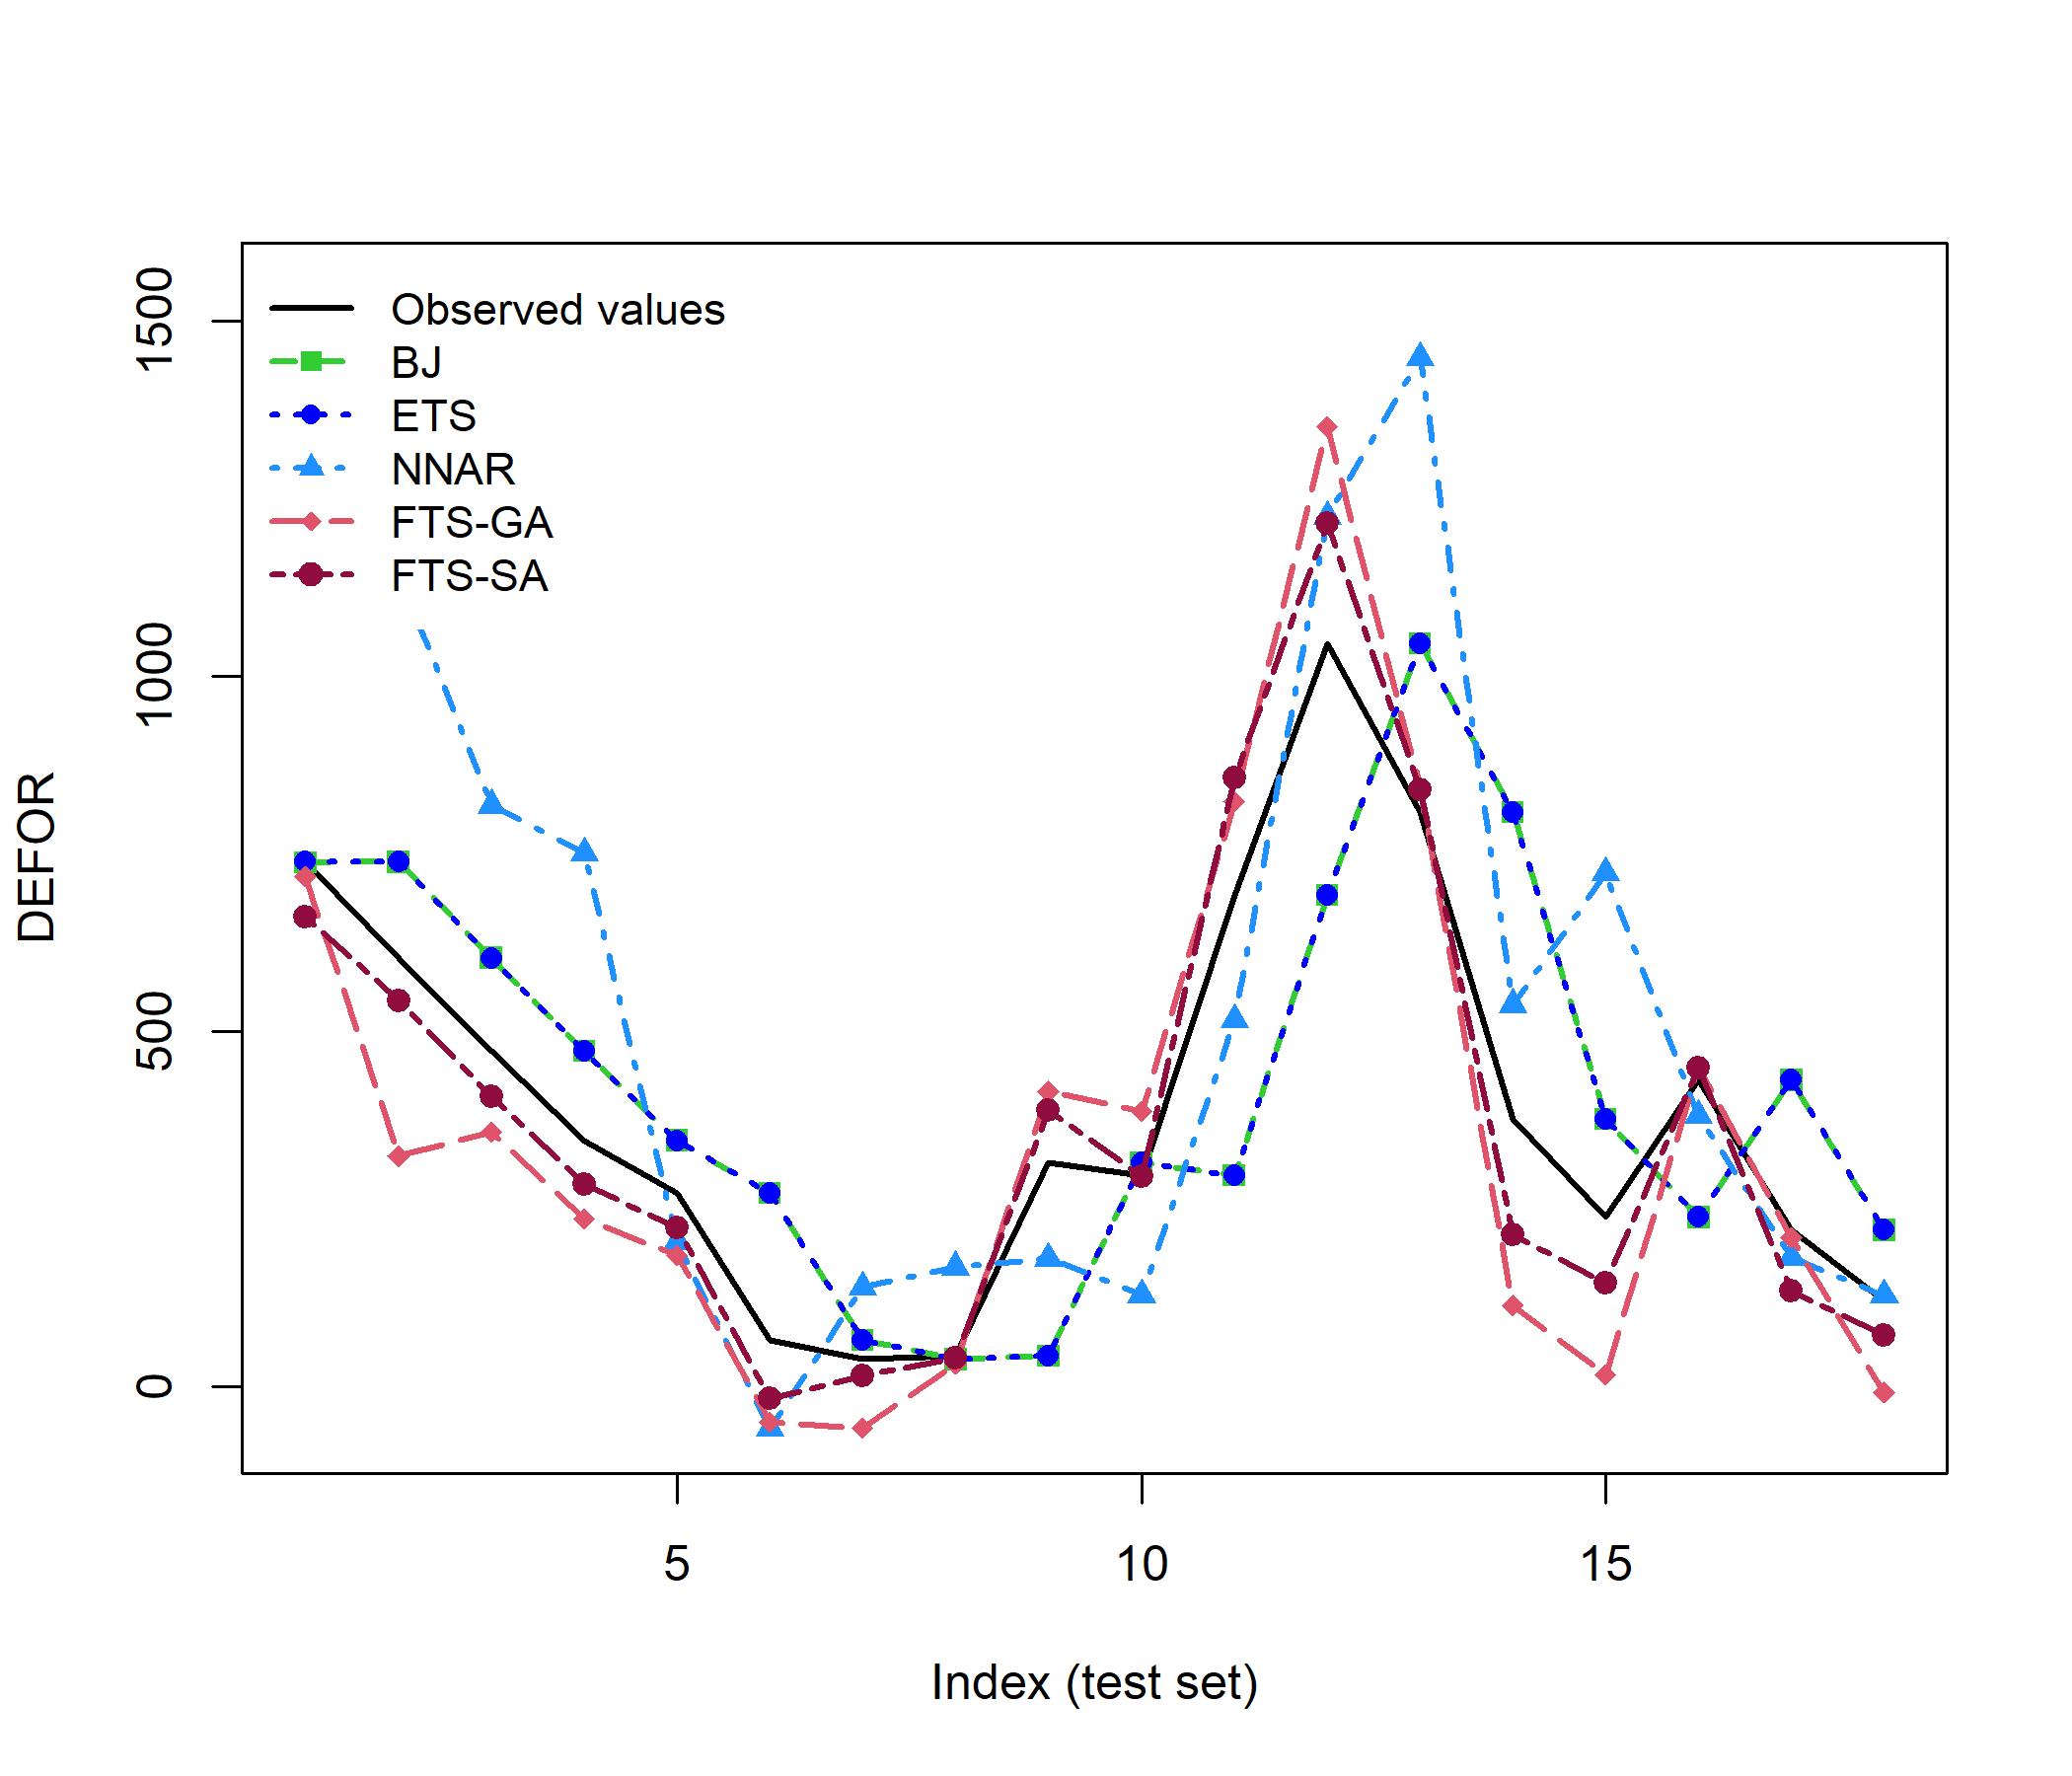 Observed values
BJ
ETS
NNAR
FTS-GA
FTS-SA
1500
1000
500
0
DEFOR
5 10 15
Index (test set)